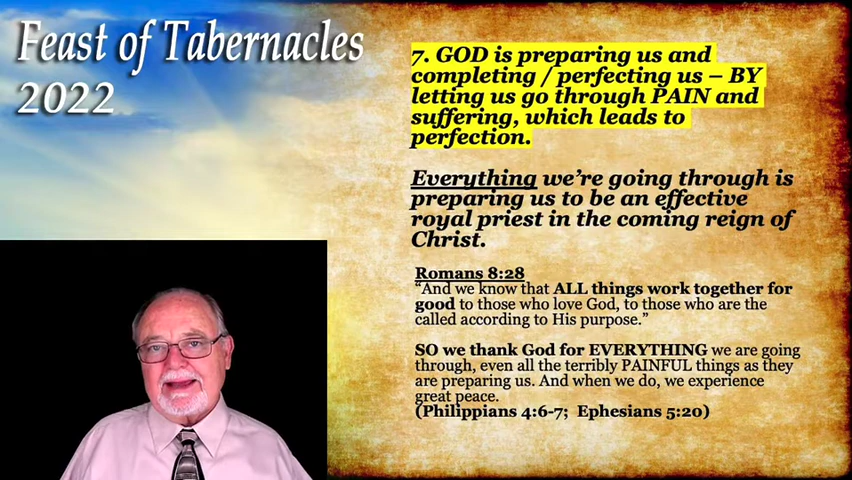 Feast of Tabernacles
2022
7. GOD is preparing us and
completing / perfecting us – BY
letting us go through PAIN and
suffering, which leads to
perfection.
Everything we’re going through is
preparing us to be an effective
royal priest in the coming reign of
Christ.
Romans 8:28
“And we know that ALL things work together for
good to those who love God, to those who are the
called according to His purpose.”
SO we thank God for EVERYTHING we are going
through, even all the terribly PAINFUL things as they
are preparing us. And when we do, we experience
great peace.
(Philippians 4:6-7; Ephesians 5:20)